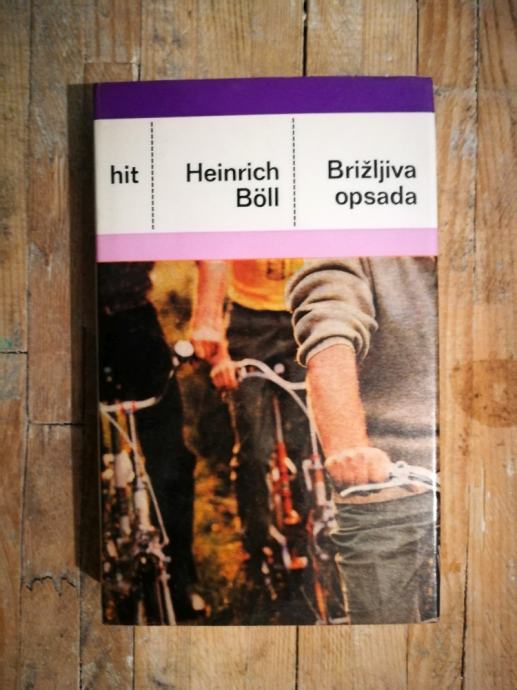 hit
Heinrich
Böll
Brižljiva
opsada